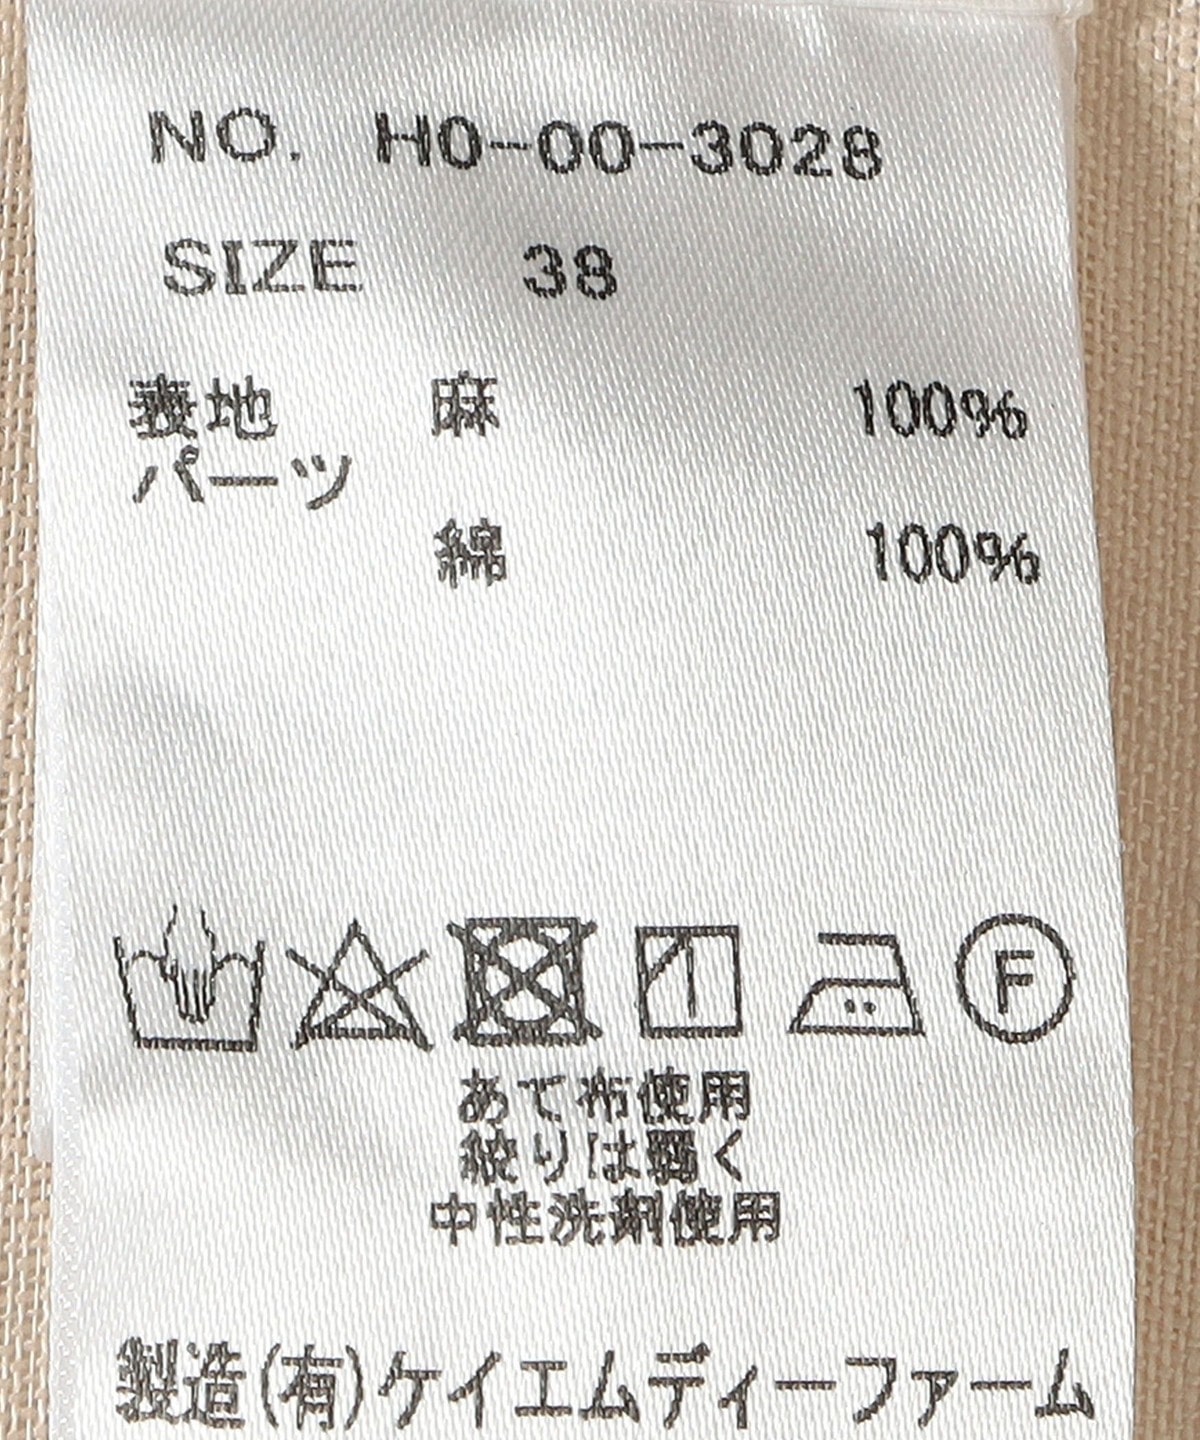 NO. H0-00-3028
SIZE 38
表地 麻 100%
パーツ
綿 100%
F
あて布使用
絞りは弱く
中性洗剤使用
製造(有)ケイエムディーファーム